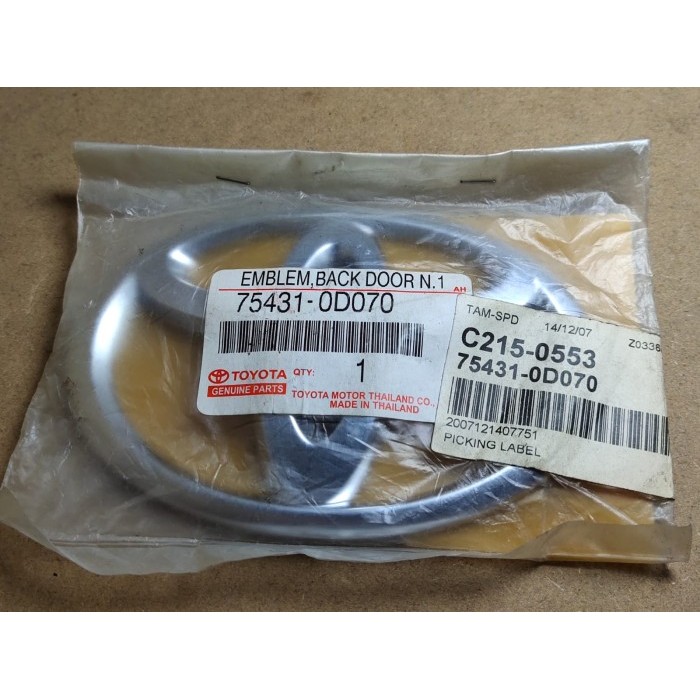 EMBLEM,BACK DOOR N.1
AH
75431-0D070
TOYOTA
GENUINE PARTS
QTY:
1
TOYOTA MOTOR THAILAND CO.,
MADE IN THAILAND
TAM-SPD 14/12/07
C215-0553
75431-0D070
2007121407751
PICKING LABEL